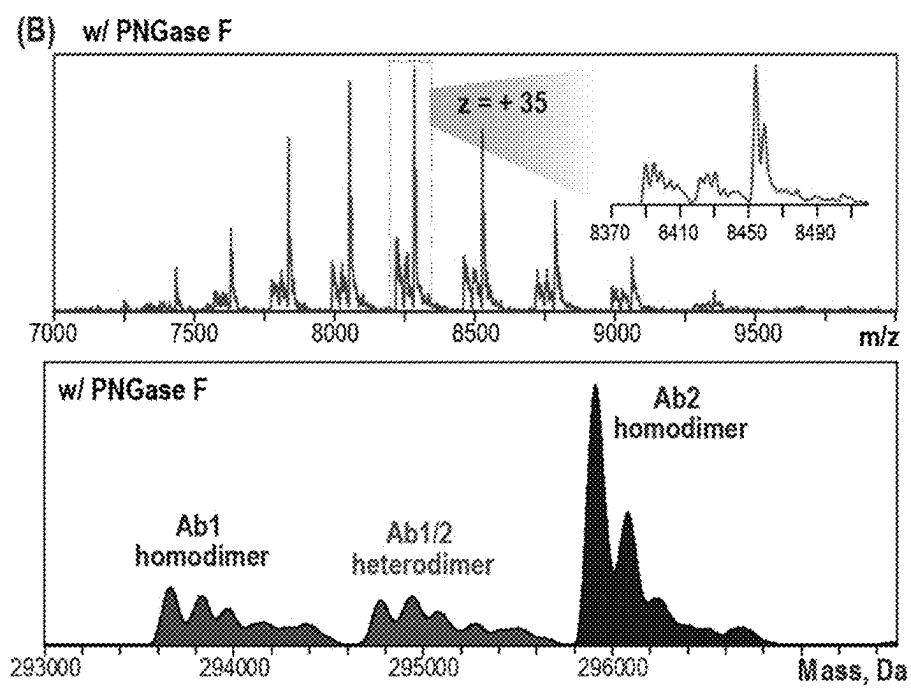 (B) w/ PNGase F
z = + 35
8370 8410 8450 8490
7000 7500 8000 8500 9000 9500 m/z
w/ PNGase F
Ab2
homodimer
Ab1
homodimer
Ab1/2
heterodimer
293000 294000 295000 296000 Mass, Da